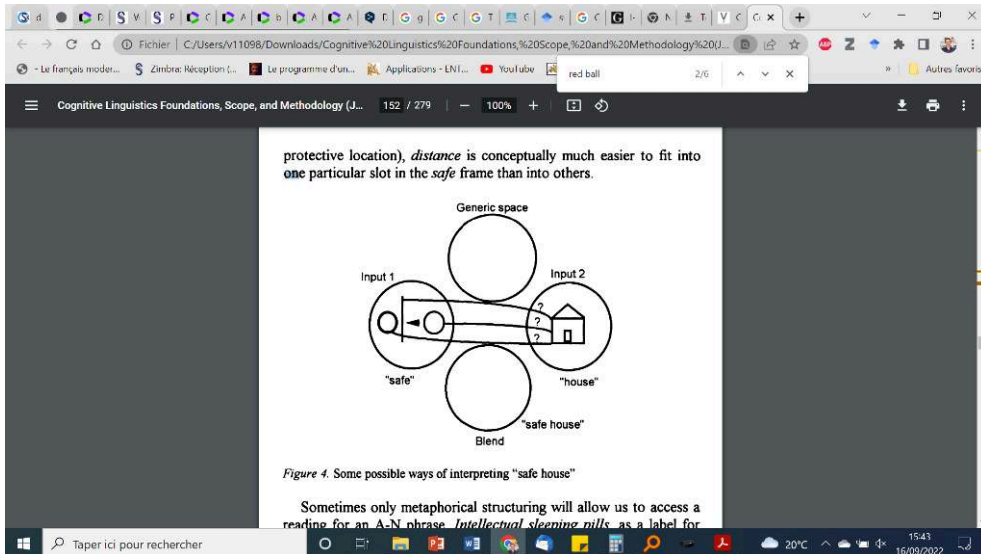 Fichier | C:/Users/v11098/Downloads/Cognitive%20Linguistics%20Foundations,%20Scope,%20and%20Methodology%20(J...
- Le français moder...
Zimbra: Réception (...
Le programme d'un...
Applications - ENT...
YouTube
red ball
2/6
Autres favoris
Cognitive Linguistics Foundations, Scope, and Methodology (J...
152 / 279
100%
protective location), distance is conceptually much easier to fit into
one particular slot in the safe frame than into others.
Generic space
Input 1
Input 2
?
?
?
"safe"
"house"
"safe house"
Blend
Figure 4. Some possible ways of interpreting "safe house"
Sometimes only metaphorical structuring will allow us to access a
reading for an A-N phrase. Intellectual sleeping pills, as a label for
Taper ici pour rechercher
20°C
15:43
16/09/2022